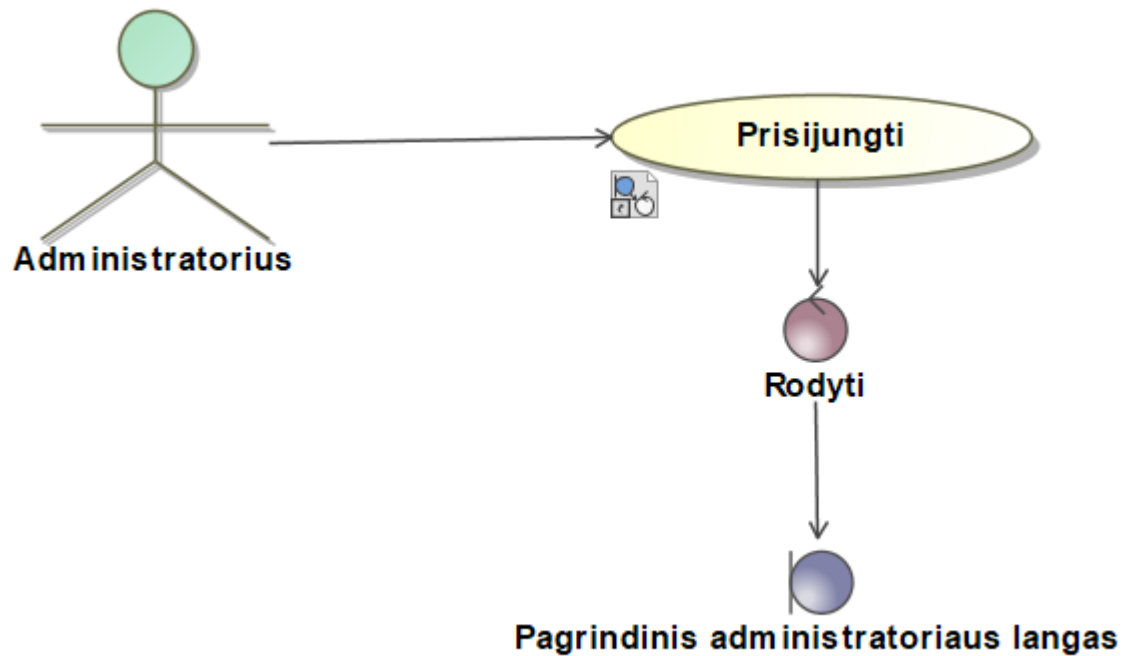 Prisijungti
Administratorius
Rodyti
Pagrindinis administratoriaus langas